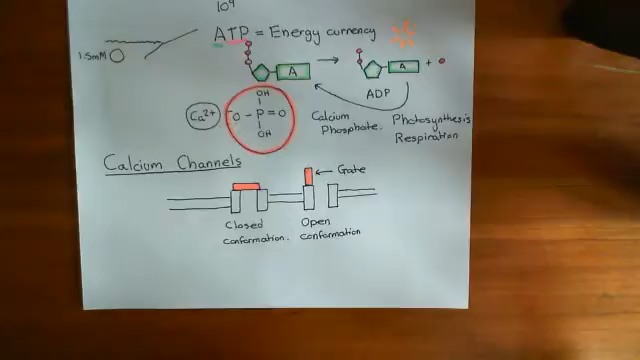 10⁴
ATP = Energy currency
1.5mM
A
A
+
ADP
Ca²⁺
OH
⁻O - P = O
OH
Calcium Phosphate.
Photosynthesis
Respiration
Calcium Channels
Gate
Closed conformation.
Open conformation